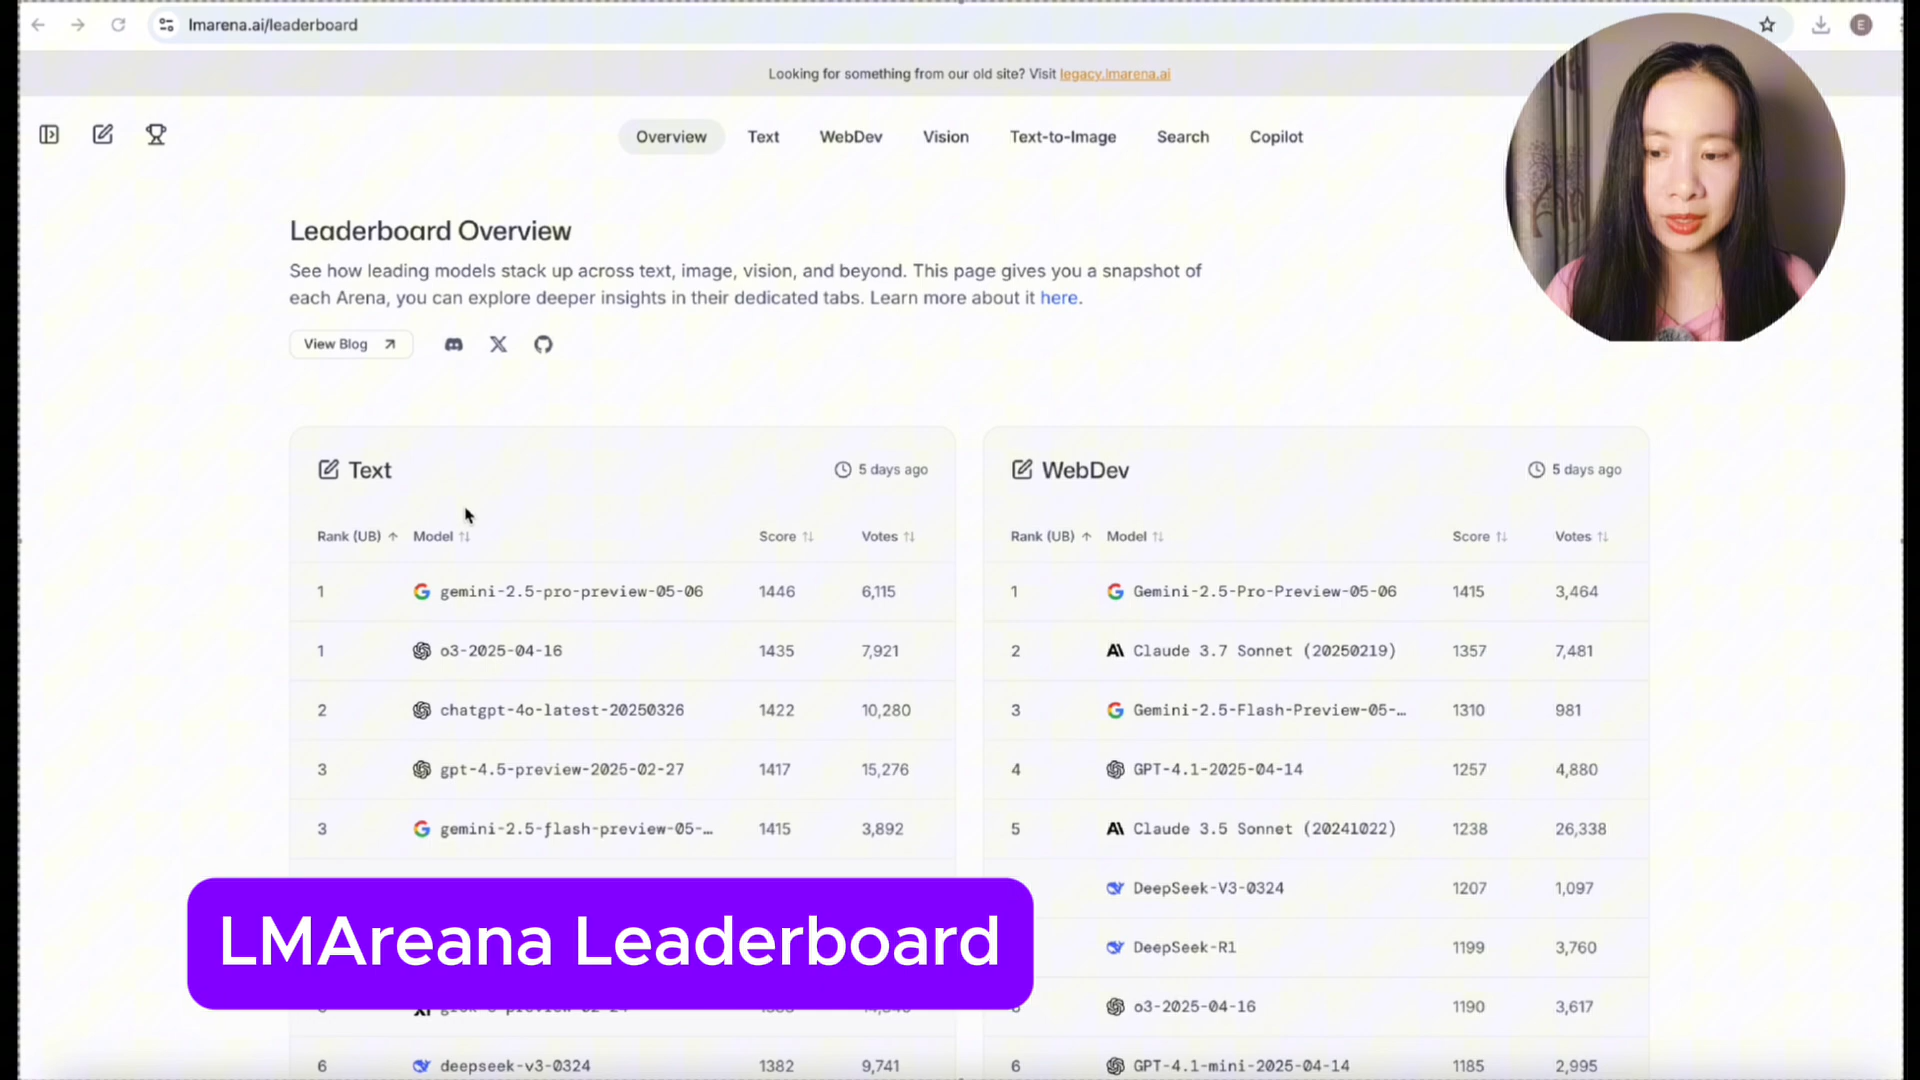 lmarena.ai/leaderboard
E
Looking for something from our old site? Visit legacy.lmarena.ai
Overview Text WebDev Vision Text-to-Image Search Copilot
Leaderboard Overview
See how leading models stack up across text, image, vision, and beyond. This page gives you a snapshot of
each Arena, you can explore deeper insights in their dedicated tabs. Learn more about it here.
View Blog
Text 5 days ago
Rank (UB) Model Score Votes
1 gemini-2.5-pro-preview-05-06 1446 6,115
1 o3-2025-04-16 1435 7,921
2 chatgpt-4o-latest-20250326 1422 10,280
3 gpt-4.5-preview-2025-02-27 1417 15,276
3 gemini-2.5-flash-preview-05-… 1415 3,892
6 deepseek-v3-0324 1382 9,741
WebDev 5 days ago
Rank (UB) Model Score Votes
1 Gemini-2.5-Pro-Preview-05-06 1415 3,464
2 Claude 3.7 Sonnet (20250219) 1357 7,481
3 Gemini-2.5-Flash-Preview-05-… 1310 981
4 GPT-4.1-2025-04-14 1257 4,880
5 Claude 3.5 Sonnet (20241022) 1238 26,338
DeepSeek-V3-0324 1207 1,097
DeepSeek-R1 1199 3,760
o3-2025-04-16 1190 3,617
6 GPT-4.1-mini-2025-04-14 1185 2,995
LMAreana Leaderboard